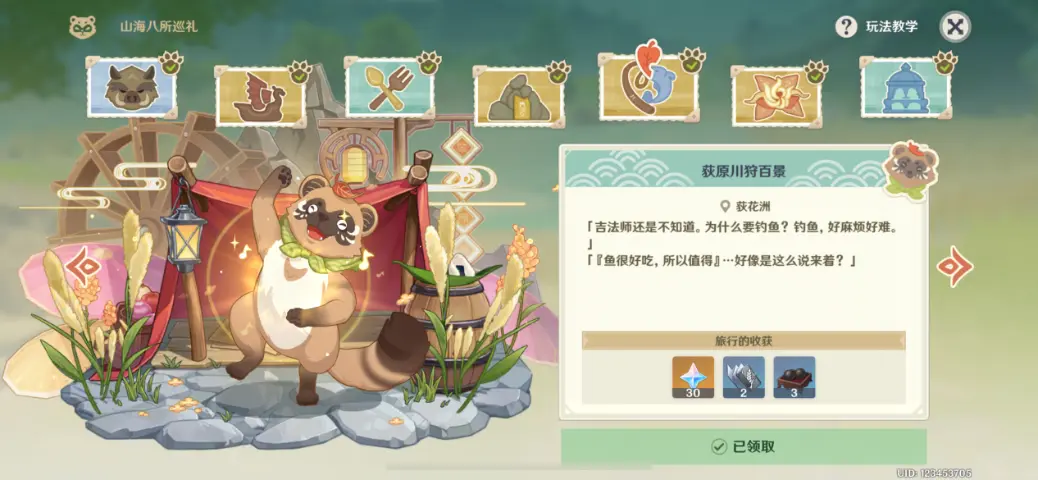 山海八所巡礼
?
玩法教学
荻原川狩百景
荻花洲
「吉法师还是不知道。为什么要钓鱼？钓鱼，好麻烦好难。
」
「『鱼很好吃，所以值得』…好像是这么说来着？」
旅行的收获
30
2
3
已领取
UID: 123453705